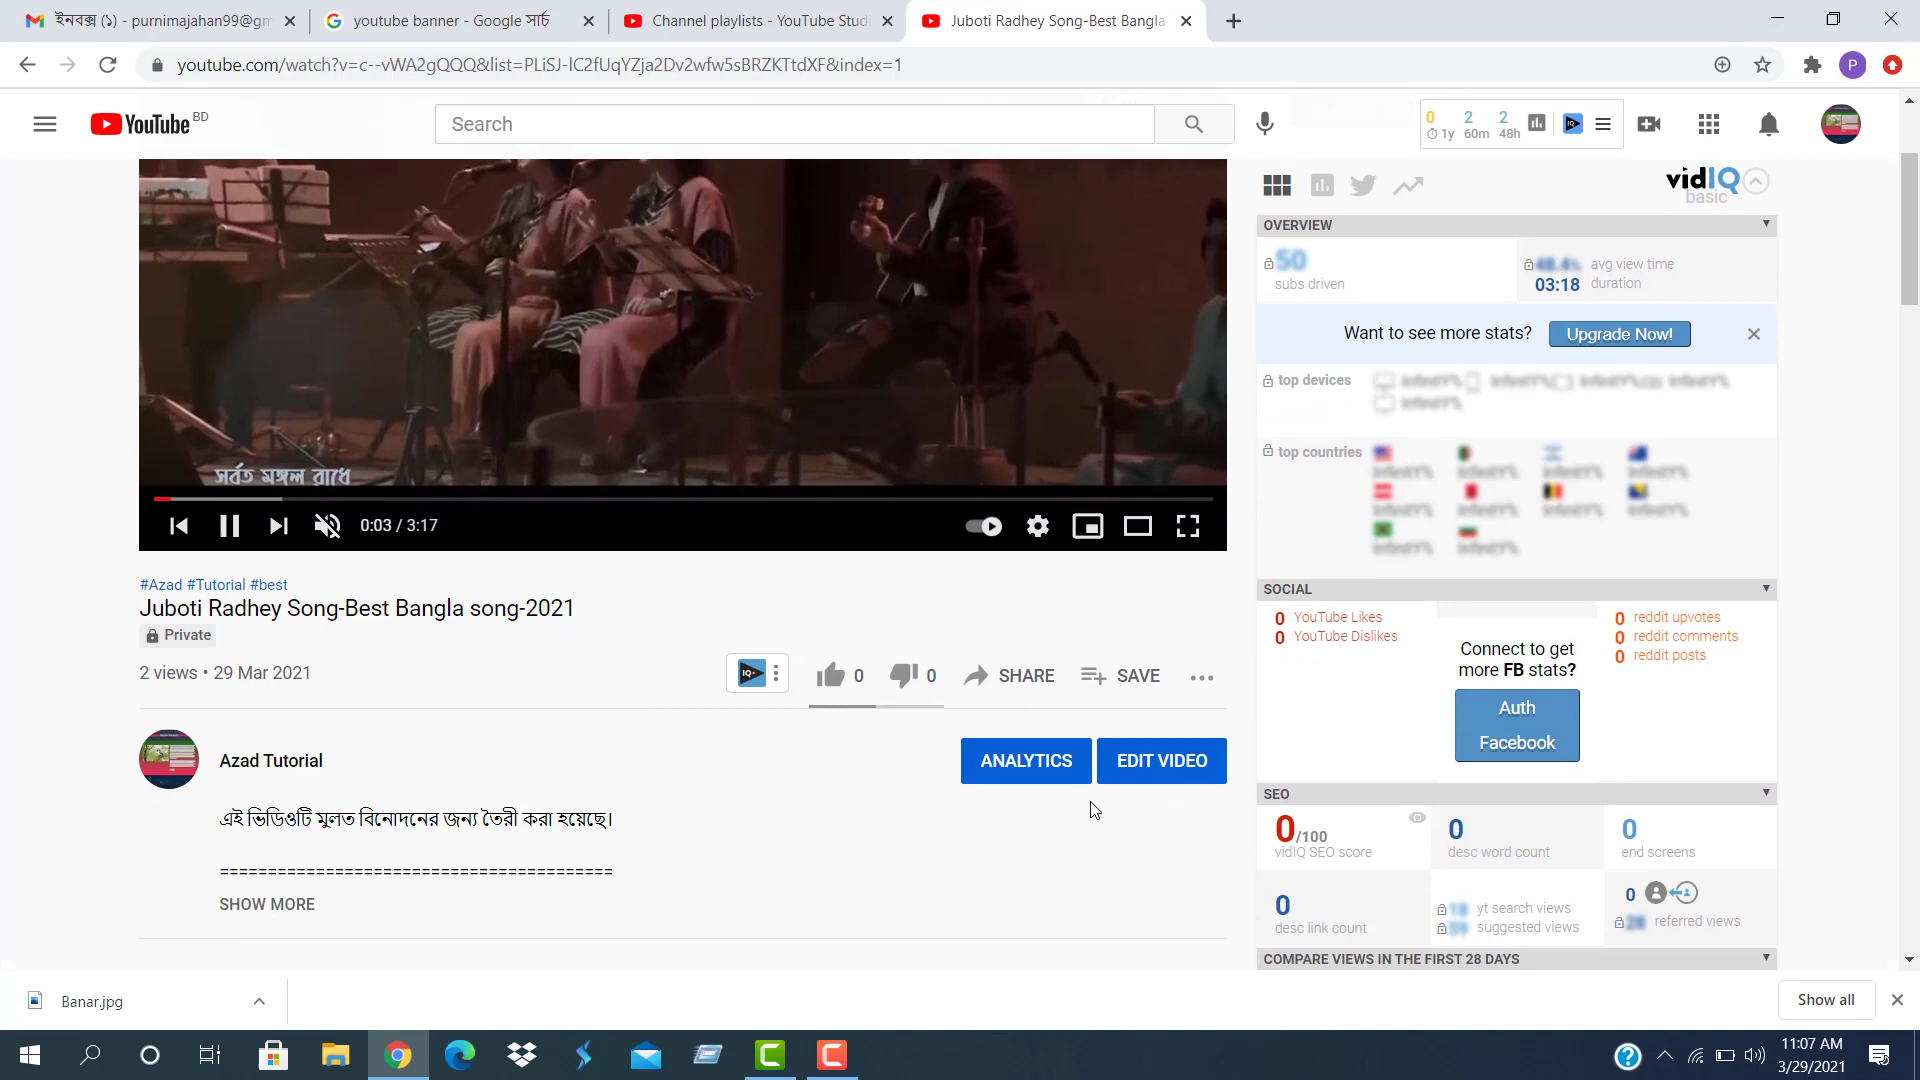 ইনবক্স (১) - purnimajahan99@gm
youtube banner - Google সার্চ
Channel playlists - YouTube Studi
Juboti Radhey Song-Best Bangla
youtube.com/watch?v=c--vWA2gQQQ&list=PLiSJ-lC2fUqYZja2Dv2wfw5sBRZKTtdXF&index=1
P
YouTube BD
Search
0 2 2
1y 60m 48h
সর্বত মঙ্গল রাধে
0:03 / 3:17
#Azad #Tutorial #best
Juboti Radhey Song-Best Bangla song-2021
Private
2 views • 29 Mar 2021
IQ+
0 0 SHARE SAVE
Azad Tutorial
ANALYTICS EDIT VIDEO
এই ভিডিওটি মুলত বিনোদনের জন্য তৈরী করা হয়েছে।
=========================================
SHOW MORE
vidIQ
basic
OVERVIEW
50
subs driven
avg view time
03:18 duration
Want to see more stats? Upgrade Now!
top devices
top countries
SOCIAL
0 YouTube Likes
0 YouTube Dislikes
Connect to get
more FB stats?
Auth
Facebook
0 reddit upvotes
0 reddit comments
0 reddit posts
SEO
0/100
vidIQ SEO score
0
desc word count
0
end screens
0
desc link count
yt search views
suggested views
0
referred views
COMPARE VIEWS IN THE FIRST 28 DAYS
Banar.jpg
Show all
11:07 AM
3/29/2021